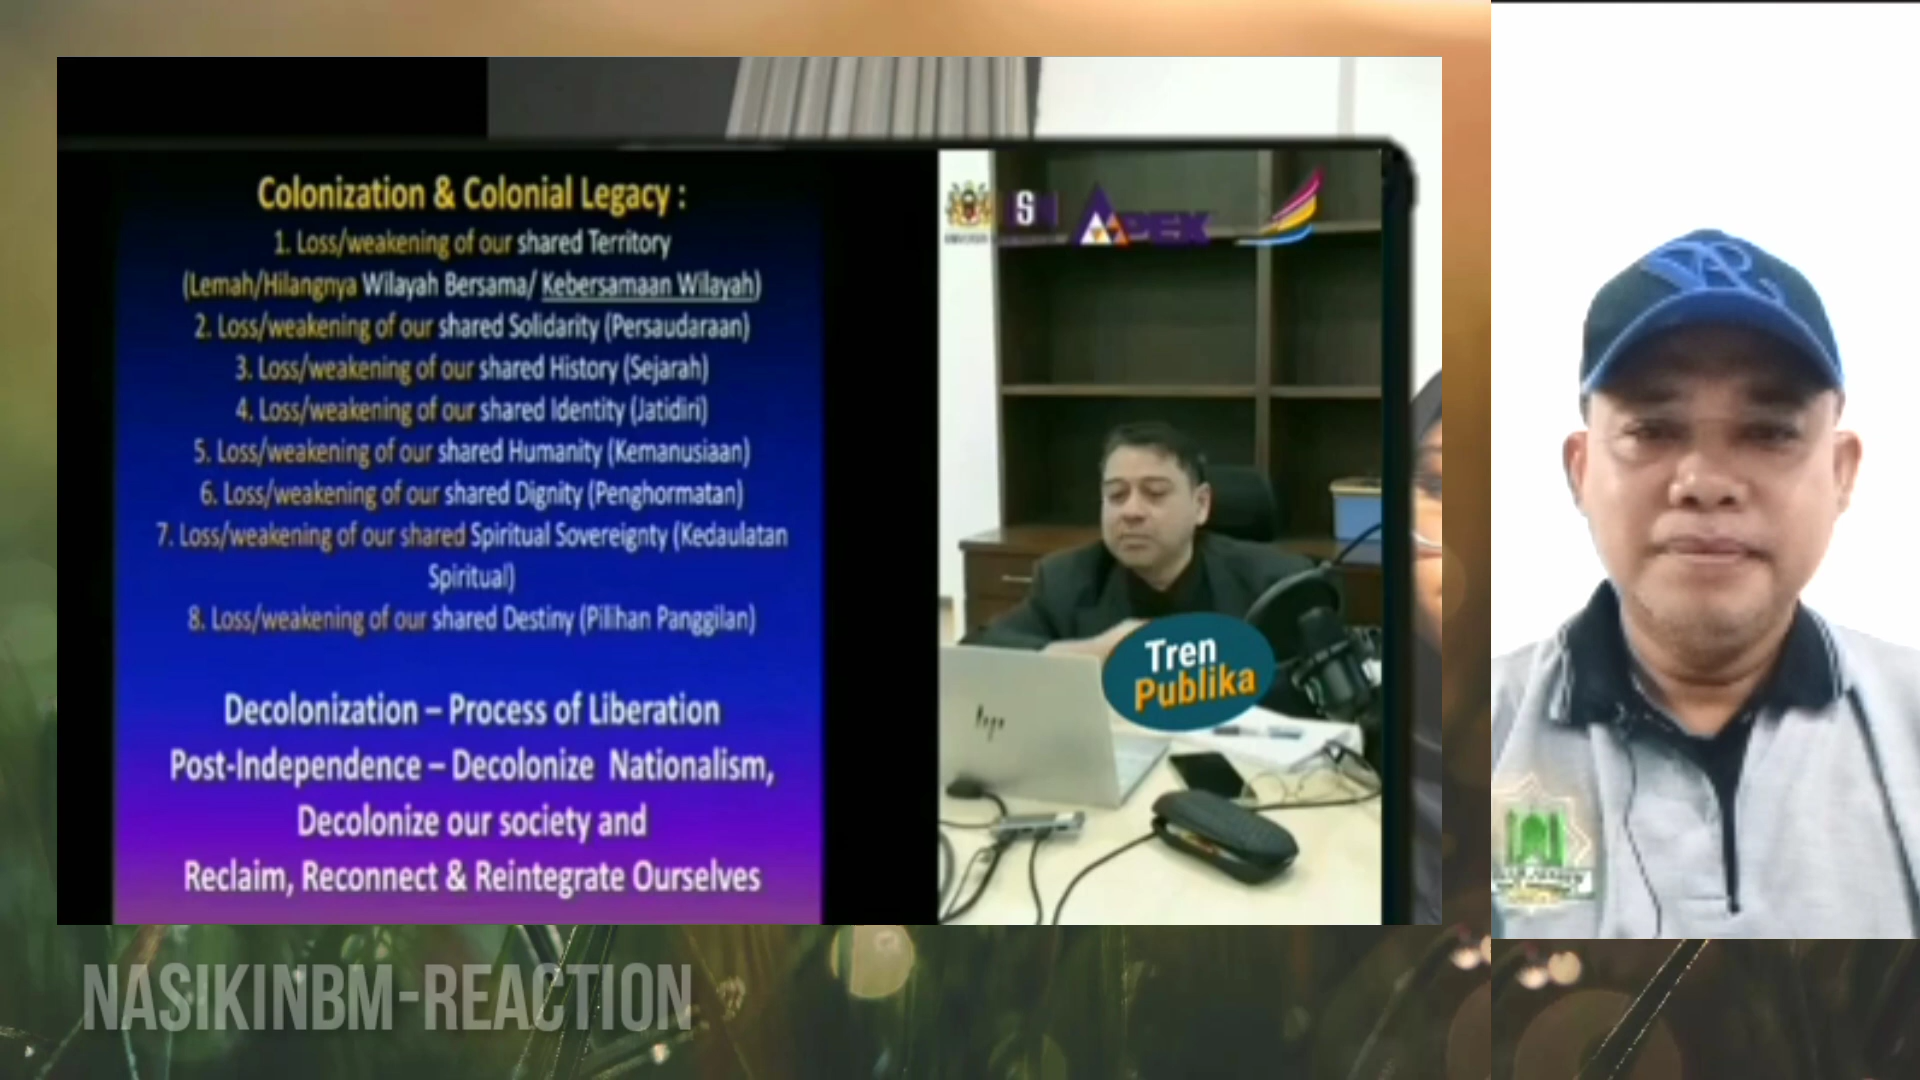 Colonization & Colonial Legacy :
1. Loss/weakening of our shared Territory
(Lemah/Hilangnya Wilayah Bersama/ Kebersamaan Wilayah)
2. Loss/weakening of our shared Solidarity (Persaudaraan)
3. Loss/weakening of our shared History (Sejarah)
4. Loss/weakening of our shared Identity (Jatidiri)
5. Loss/weakening of our shared Humanity (Kemanusiaan)
6. Loss/weakening of our shared Dignity (Penghormatan)
7. Loss/weakening of our shared Spiritual Sovereignty (Kedaulatan
Spiritual)
8. Loss/weakening of our shared Destiny (Pilihan Panggilan)
Decolonization – Process of Liberation
Post-Independence – Decolonize Nationalism,
Decolonize our society and
Reclaim, Reconnect & Reintegrate Ourselves
APEX
Tren
Publika
hp
NASIKINBM-REACTION